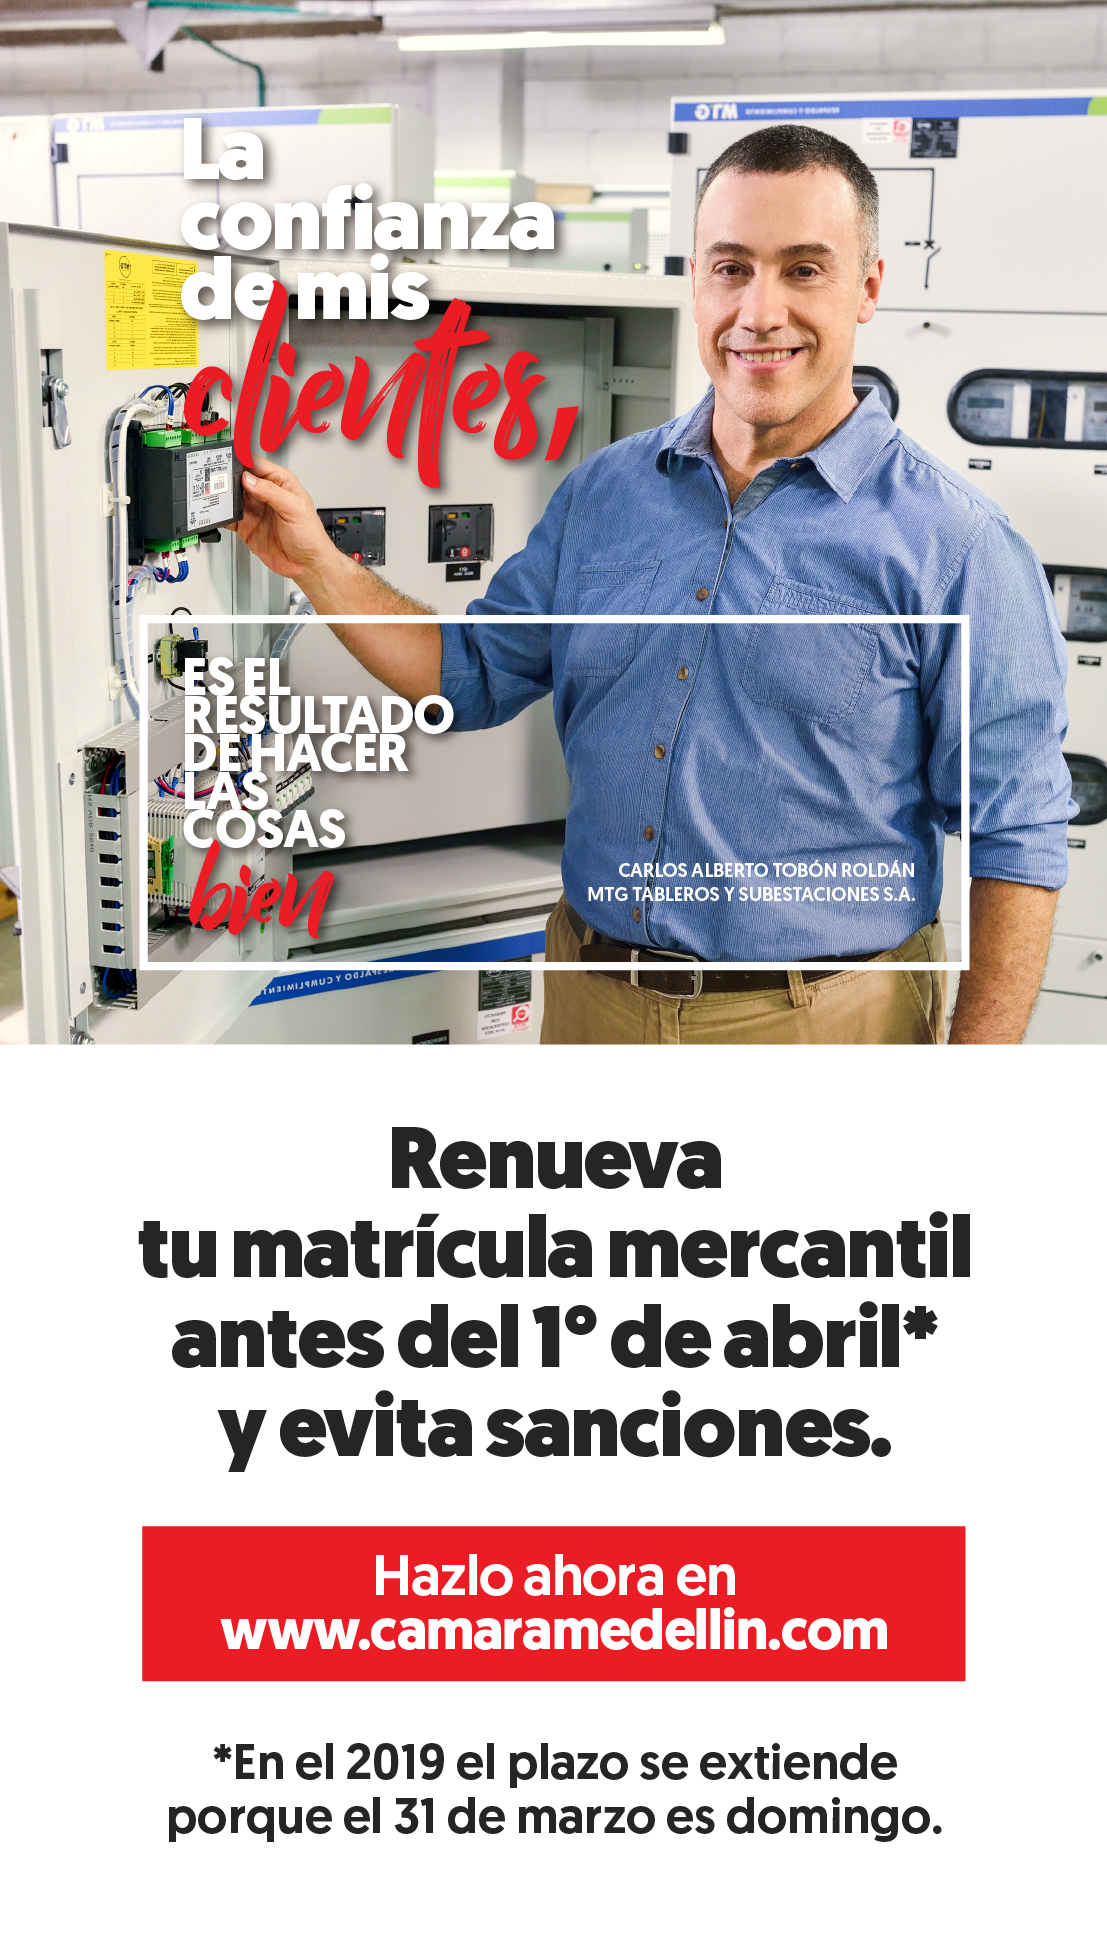 La
confianza
de mis
clientes,
ES EL
RESULTADO
DE HACER
LAS
COSAS
bien
CARLOS ALBERTO TOBÓN ROLDÁN
MTG TABLEROS Y SUBESTACIONES S.A.
Renueva
tu matrícula mercantil
antes del 1° de abril*
y evita sanciones.
Hazlo ahora en
www.camaramedellin.com
*En el 2019 el plazo se extiende
porque el 31 de marzo es domingo.